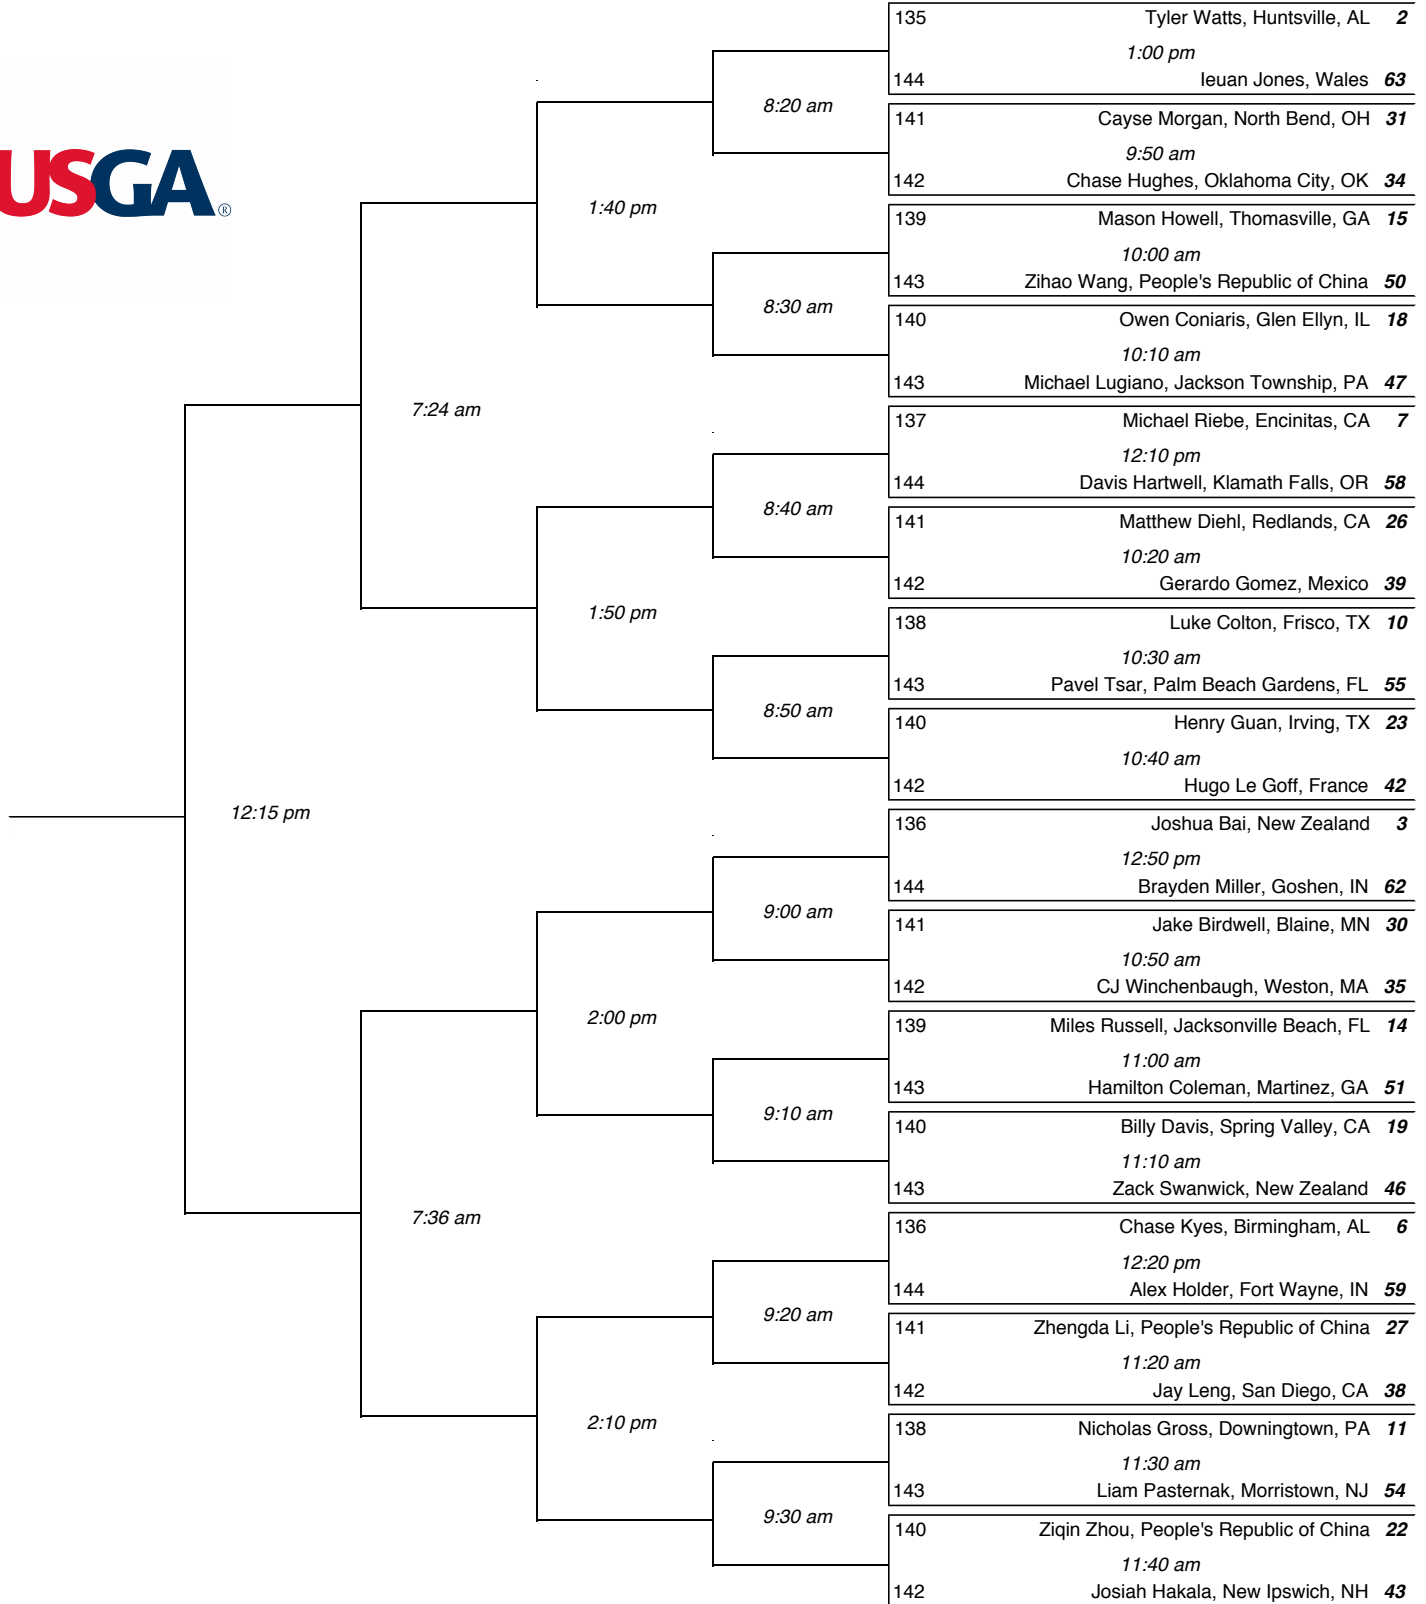 135 Tyler Watts, Huntsville, AL 2
1:00 pm
144 Ieuan Jones, Wales 63
8:20 am
141 Cayse Morgan, North Bend, OH 31
9:50 am
142 Chase Hughes, Oklahoma City, OK 34
USGA®
1:40 pm
139 Mason Howell, Thomasville, GA 15
10:00 am
143 Zihao Wang, People's Republic of China 50
8:30 am
140 Owen Coniaris, Glen Ellyn, IL 18
10:10 am
143 Michael Lugiano, Jackson Township, PA 47
7:24 am
137 Michael Riebe, Encinitas, CA 7
12:10 pm
144 Davis Hartwell, Klamath Falls, OR 58
8:40 am
141 Matthew Diehl, Redlands, CA 26
10:20 am
142 Gerardo Gomez, Mexico 39
1:50 pm
138 Luke Colton, Frisco, TX 10
10:30 am
143 Pavel Tsar, Palm Beach Gardens, FL 55
8:50 am
140 Henry Guan, Irving, TX 23
10:40 am
142 Hugo Le Goff, France 42
12:15 pm
136 Joshua Bai, New Zealand 3
12:50 pm
144 Brayden Miller, Goshen, IN 62
9:00 am
141 Jake Birdwell, Blaine, MN 30
10:50 am
142 CJ Winchenbaugh, Weston, MA 35
2:00 pm
139 Miles Russell, Jacksonville Beach, FL 14
11:00 am
143 Hamilton Coleman, Martinez, GA 51
9:10 am
140 Billy Davis, Spring Valley, CA 19
11:10 am
143 Zack Swanwick, New Zealand 46
7:36 am
136 Chase Kyes, Birmingham, AL 6
12:20 pm
144 Alex Holder, Fort Wayne, IN 59
9:20 am
141 Zhengda Li, People's Republic of China 27
11:20 am
142 Jay Leng, San Diego, CA 38
2:10 pm
138 Nicholas Gross, Downingtown, PA 11
11:30 am
143 Liam Pasternak, Morristown, NJ 54
9:30 am
140 Ziqin Zhou, People's Republic of China 22
11:40 am
142 Josiah Hakala, New Ipswich, NH 43